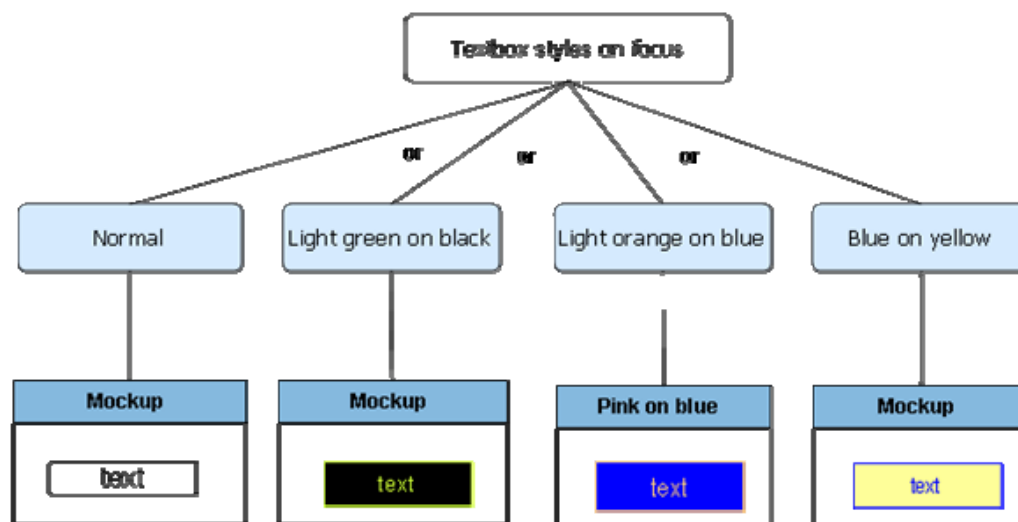 Textbox styles on focus
or or or
Normal Light green on black Light orange on blue Blue on yellow
Mockup Mockup Pink on blue Mockup
text text text text